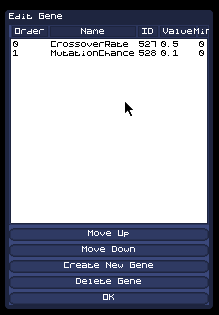 Edit Gene
Order Name ID Value Min
0 CrossoverRate 527 0.5 0
1 MutationChance 528 0.1 0
Move Up
Move Down
Create New Gene
Delete Gene
OK